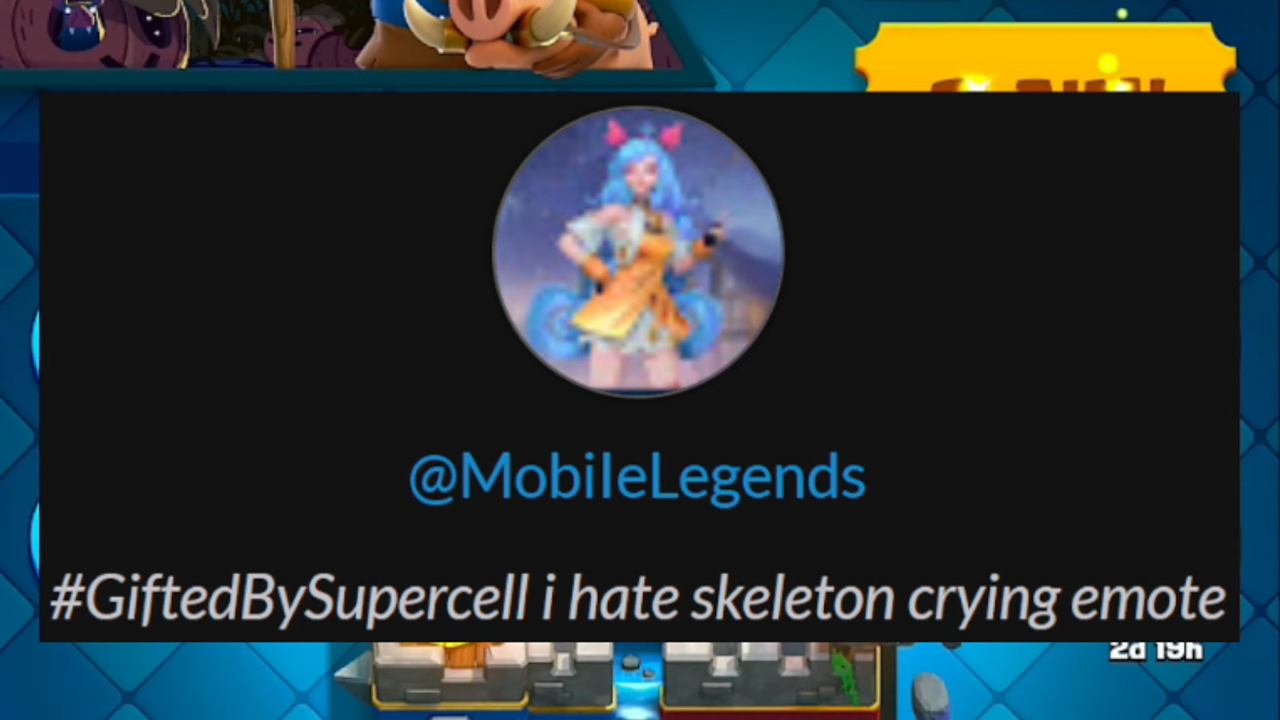 @MobileLegends
#GiftedBySupercell i hate skeleton crying emote
2d 19h